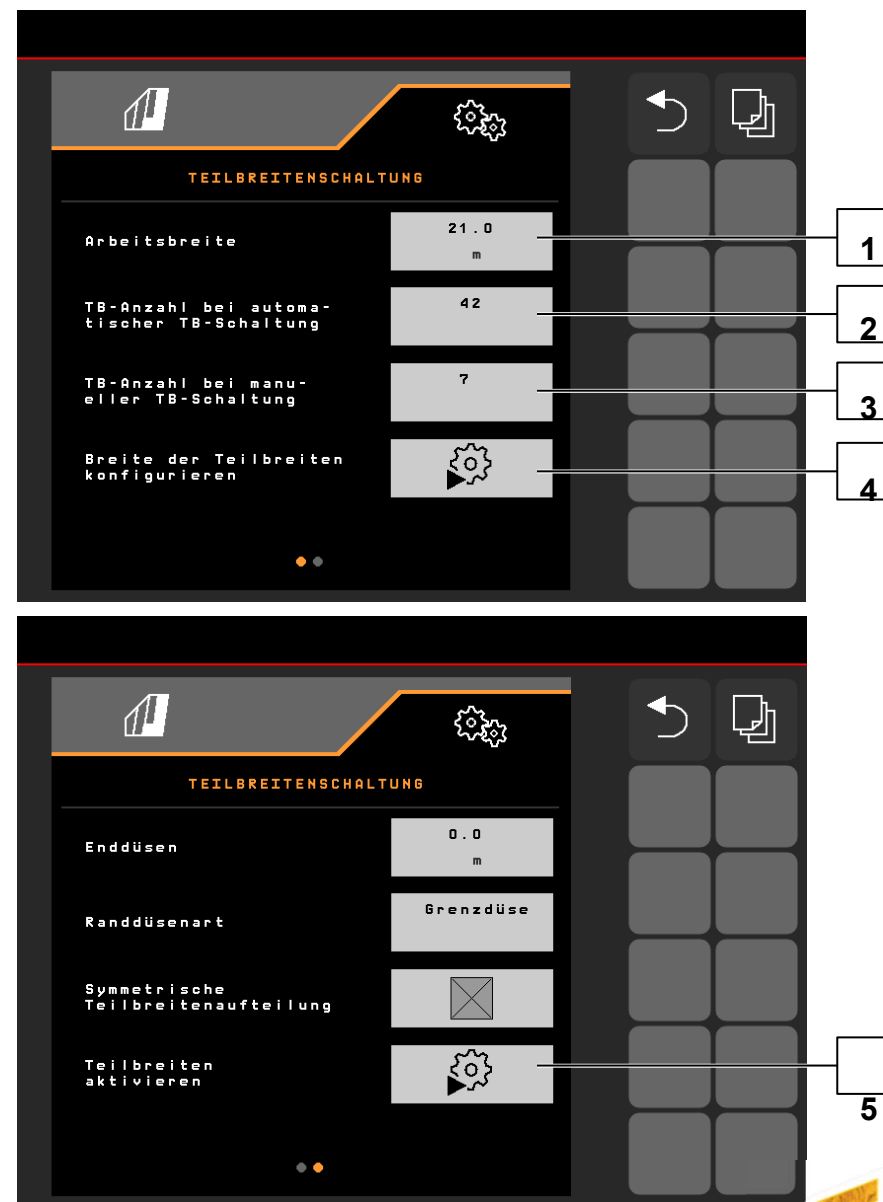 TEILBREITENSCHALTUNG
Arbeitsbreite
21.0
m
1
TB-Anzahl bei automa-
tischer TB-Schaltung
42
2
TB-Anzahl bei manu-
eller TB-Schaltung
7
3
Breite der Teilbreiten
konfigurieren
4
TEILBREITENSCHALTUNG
Enddüsen
0.0
m
Randdüsenart
Grenzdüse
Symmetrische
Teilbreitenaufteilung
Teilbreiten
aktivieren
5